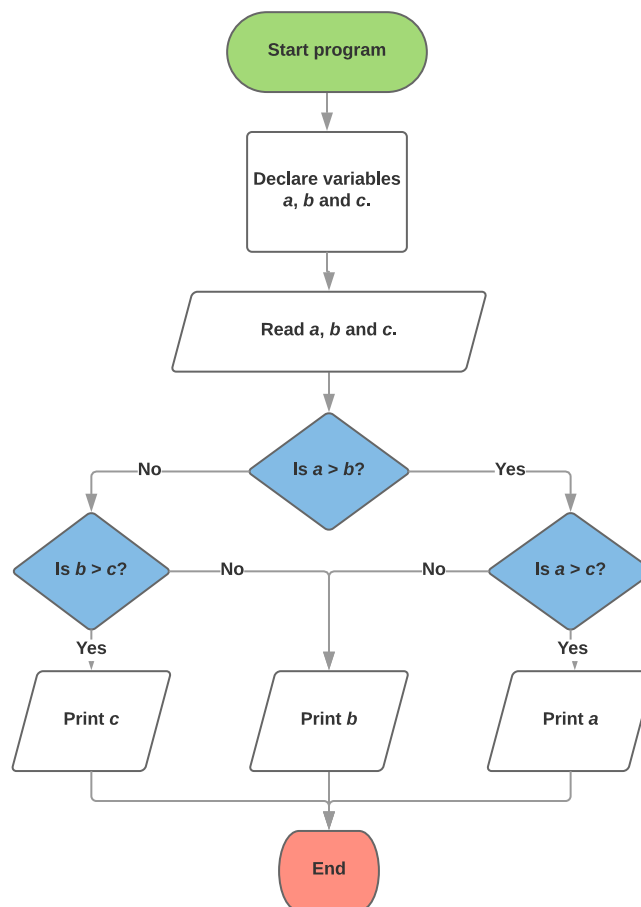 Start program
Declare variables
a, b and c.
Read a, b and c.
Is a > b?
No
Yes
Is b > c?
No
No
Is a > c?
Yes
Yes
Print c
Print b
Print a
End